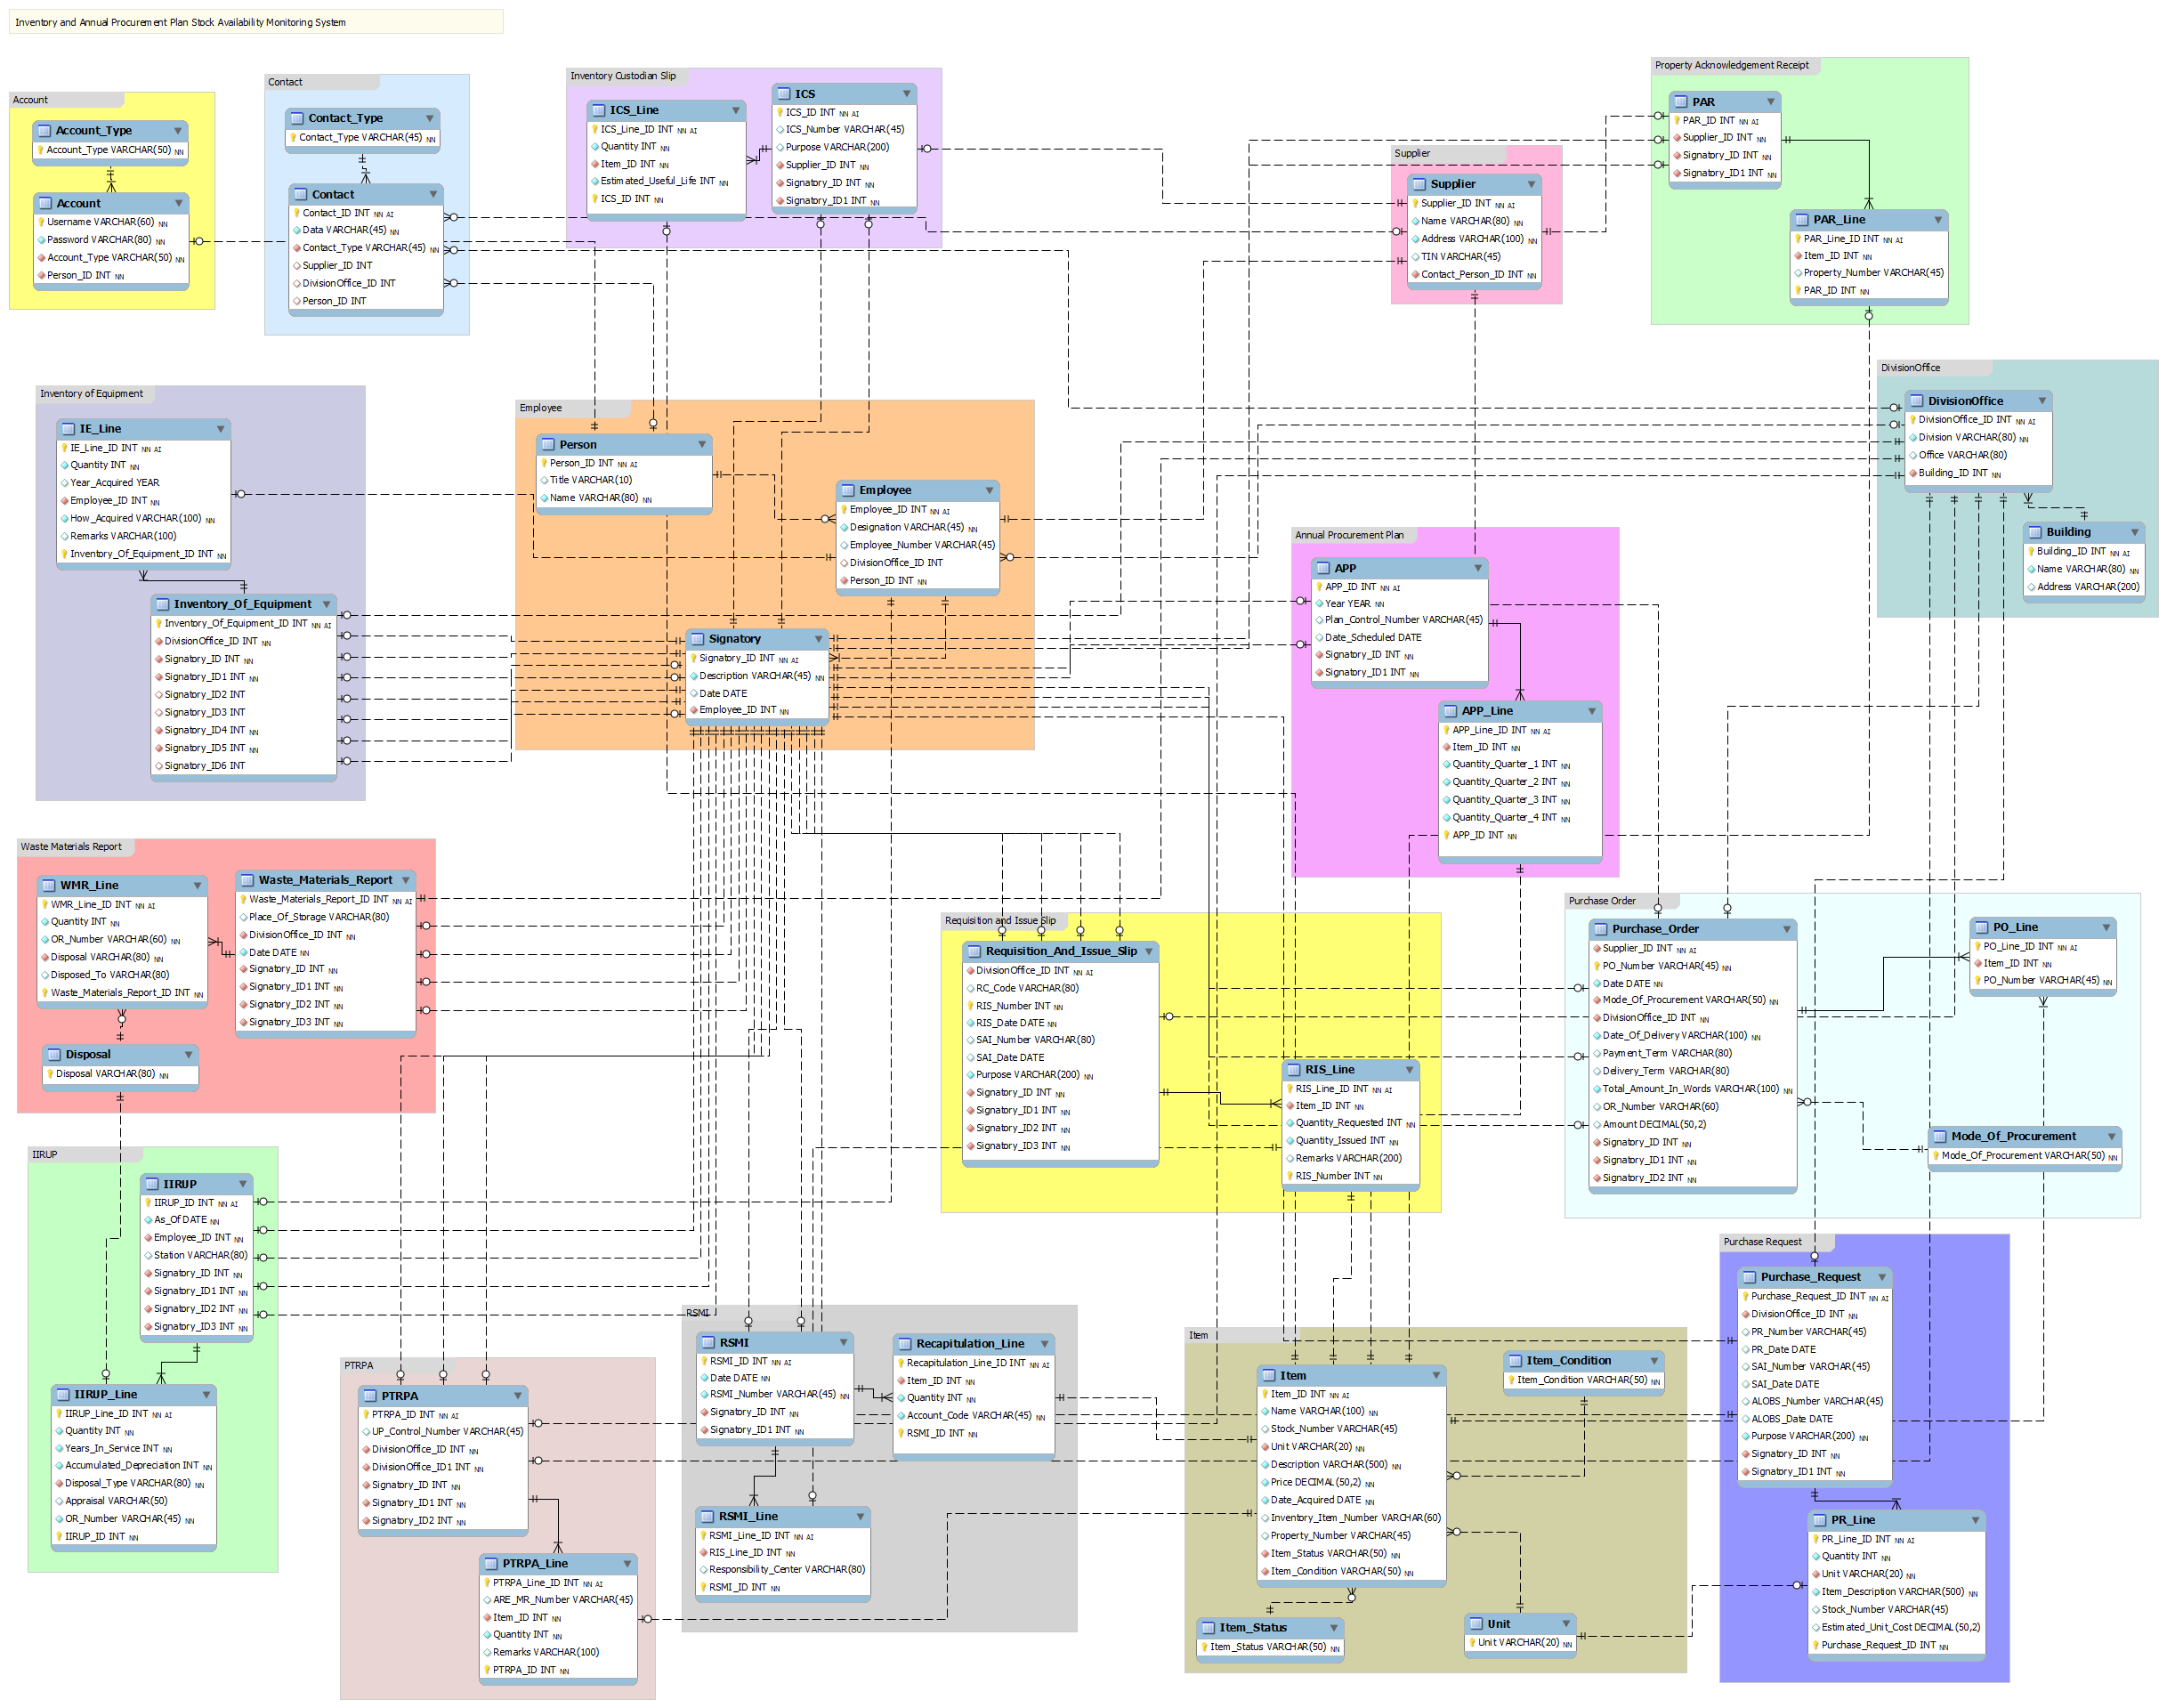 Inventory and Annual Procurement Plan Stock Availability Monitoring System
Account
Account_Type
Account_Type VARCHAR(50) NN
Account
Username VARCHAR(60) NN
Password VARCHAR(80) NN
Account_Type VARCHAR(50) NN
Person_ID INT NN
Contact
Contact_Type
Contact_Type VARCHAR(45) NN
Contact
Contact_ID INT NN AI
Data VARCHAR(45) NN
Contact_Type VARCHAR(45) NN
Supplier_ID INT
DivisionOffice_ID INT
Person_ID INT
Inventory Custodian Slip
ICS_Line
ICS_Line_ID INT NN AI
Quantity INT NN
Item_ID INT NN
Estimated_Useful_Life INT NN
ICS_ID INT NN
ICS
ICS_ID INT NN AI
ICS_Number VARCHAR(45)
Purpose VARCHAR(200)
Supplier_ID INT NN
Signatory_ID INT NN
Signatory_ID1 INT NN
Supplier
Supplier
Supplier_ID INT NN AI
Name VARCHAR(80) NN
Address VARCHAR(100) NN
TIN VARCHAR(45)
Contact_Person_ID INT NN
Property Acknowledgement Receipt
PAR
PAR_ID INT NN AI
Supplier_ID INT NN
Signatory_ID INT NN
Signatory_ID1 INT NN
PAR_Line
PAR_Line_ID INT NN AI
Item_ID INT NN
Property_Number VARCHAR(45)
PAR_ID INT NN
Inventory of Equipment
IE_Line
IE_Line_ID INT NN AI
Quantity INT NN
Year_Acquired YEAR
Employee_ID INT NN
How_Acquired VARCHAR(100) NN
Remarks VARCHAR(100)
Inventory_Of_Equipment_ID INT NN
Inventory_Of_Equipment
Inventory_Of_Equipment_ID INT NN AI
DivisionOffice_ID INT NN
Signatory_ID INT NN
Signatory_ID1 INT NN
Signatory_ID2 INT
Signatory_ID3 INT
Signatory_ID4 INT NN
Signatory_ID5 INT NN
Signatory_ID6 INT
Employee
Person
Person_ID INT NN AI
Title VARCHAR(10)
Name VARCHAR(80) NN
Employee
Employee_ID INT NN AI
Designation VARCHAR(45) NN
Employee_Number VARCHAR(45)
DivisionOffice_ID INT
Person_ID INT NN
Signatory
Signatory_ID INT NN AI
Description VARCHAR(45) NN
Date DATE
Employee_ID INT NN
DivisionOffice
DivisionOffice
DivisionOffice_ID INT NN AI
Division VARCHAR(80) NN
Office VARCHAR(80)
Building_ID INT NN
Building
Building_ID INT NN AI
Name VARCHAR(80) NN
Address VARCHAR(200)
Annual Procurement Plan
APP
APP_ID INT NN AI
Year YEAR NN
Plan_Control_Number VARCHAR(45)
Date_Scheduled DATE
Signatory_ID INT NN
Signatory_ID1 INT NN
APP_Line
APP_Line_ID INT NN AI
Item_ID INT NN
Quantity_Quarter_1 INT NN
Quantity_Quarter_2 INT NN
Quantity_Quarter_3 INT NN
Quantity_Quarter_4 INT NN
APP_ID INT NN
Waste Materials Report
WMR_Line
WMR_Line_ID INT NN AI
Quantity INT NN
OR_Number VARCHAR(60) NN
Disposal VARCHAR(80) NN
Disposed_To VARCHAR(80)
Waste_Materials_Report_ID INT NN
Waste_Materials_Report
Waste_Materials_Report_ID INT NN AI
Place_Of_Storage VARCHAR(80)
DivisionOffice_ID INT NN
Date DATE NN
Signatory_ID INT NN
Signatory_ID1 INT NN
Signatory_ID2 INT NN
Signatory_ID3 INT NN
Disposal
Disposal VARCHAR(80) NN
Requisition and Issue Slip
Requisition_And_Issue_Slip
DivisionOffice_ID INT NN AI
RC_Code VARCHAR(80)
RIS_Number INT NN
RIS_Date DATE NN
SAI_Number VARCHAR(80)
SAI_Date DATE
Purpose VARCHAR(200) NN
Signatory_ID INT NN
Signatory_ID1 INT NN
Signatory_ID2 INT NN
Signatory_ID3 INT NN
RIS_Line
RIS_Line_ID INT NN AI
Item_ID INT NN
Quantity_Requested INT NN
Quantity_Issued INT NN
Remarks VARCHAR(200)
RIS_Number INT NN
Purchase Order
Purchase_Order
Supplier_ID INT NN AI
PO_Number VARCHAR(45) NN
Date DATE NN
Mode_Of_Procurement VARCHAR(50) NN
DivisionOffice_ID INT NN
Date_Of_Delivery VARCHAR(100) NN
Payment_Term VARCHAR(80)
Delivery_Term VARCHAR(80)
Total_Amount_In_Words VARCHAR(100) NN
OR_Number VARCHAR(60)
Amount DECIMAL(50,2)
Signatory_ID INT NN
Signatory_ID1 INT NN
Signatory_ID2 INT NN
PO_Line
PO_Line_ID INT NN AI
Item_ID INT NN
PO_Number VARCHAR(45) NN
Mode_Of_Procurement
Mode_Of_Procurement VARCHAR(50) NN
IIRUP
IIRUP
IIRUP_ID INT NN AI
As_Of DATE NN
Employee_ID INT NN
Station VARCHAR(80)
Signatory_ID INT NN
Signatory_ID1 INT NN
Signatory_ID2 INT NN
Signatory_ID3 INT NN
IIRUP_Line
IIRUP_Line_ID INT NN AI
Quantity INT NN
Years_In_Service INT NN
Accumulated_Depreciation INT NN
Disposal_Type VARCHAR(80) NN
Appraisal VARCHAR(50)
OR_Number VARCHAR(45) NN
IIRUP_ID INT NN
PTRPA
PTRPA
PTRPA_ID INT NN AI
UP_Control_Number VARCHAR(45)
DivisionOffice_ID INT NN
DivisionOffice_ID1 INT NN
Signatory_ID INT NN
Signatory_ID1 INT NN
Signatory_ID2 INT NN
PTRPA_Line
PTRPA_Line_ID INT NN AI
ARE_MR_Number VARCHAR(45)
Item_ID INT NN
Quantity INT NN
Remarks VARCHAR(100)
PTRPA_ID INT NN
RSMI
RSMI
RSMI_ID INT NN AI
Date DATE NN
RSMI_Number VARCHAR(45) NN
Signatory_ID INT NN
Signatory_ID1 INT NN
Recapitulation_Line
Recapitulation_Line_ID INT NN AI
Item_ID INT NN
Quantity INT NN
Account_Code VARCHAR(45) NN
RSMI_ID INT NN
RSMI_Line
RSMI_Line_ID INT NN AI
RIS_Line_ID INT NN
Responsibility_Center VARCHAR(80)
RSMI_ID INT NN
Item
Item
Item_ID INT NN AI
Name VARCHAR(100) NN
Stock_Number VARCHAR(45)
Unit VARCHAR(20) NN
Description VARCHAR(500) NN
Price DECIMAL(50,2) NN
Date_Acquired DATE NN
Inventory_Item_Number VARCHAR(60)
Property_Number VARCHAR(45)
Item_Status VARCHAR(50) NN
Item_Condition VARCHAR(50) NN
Item_Condition
Item_Condition VARCHAR(50) NN
Item_Status
Item_Status VARCHAR(50) NN
Unit
Unit VARCHAR(20) NN
Purchase Request
Purchase_Request
Purchase_Request_ID INT NN AI
DivisionOffice_ID INT NN
PR_Number VARCHAR(45)
PR_Date DATE
SAI_Number VARCHAR(45)
SAI_Date DATE
ALOBS_Number VARCHAR(45)
ALOBS_Date DATE
Purpose VARCHAR(200) NN
Signatory_ID INT NN
Signatory_ID1 INT NN
PR_Line
PR_Line_ID INT NN AI
Quantity INT NN
Unit VARCHAR(20) NN
Item_Description VARCHAR(500) NN
Stock_Number VARCHAR(45)
Estimated_Unit_Cost DECIMAL(50,2)
Purchase_Request_ID INT NN